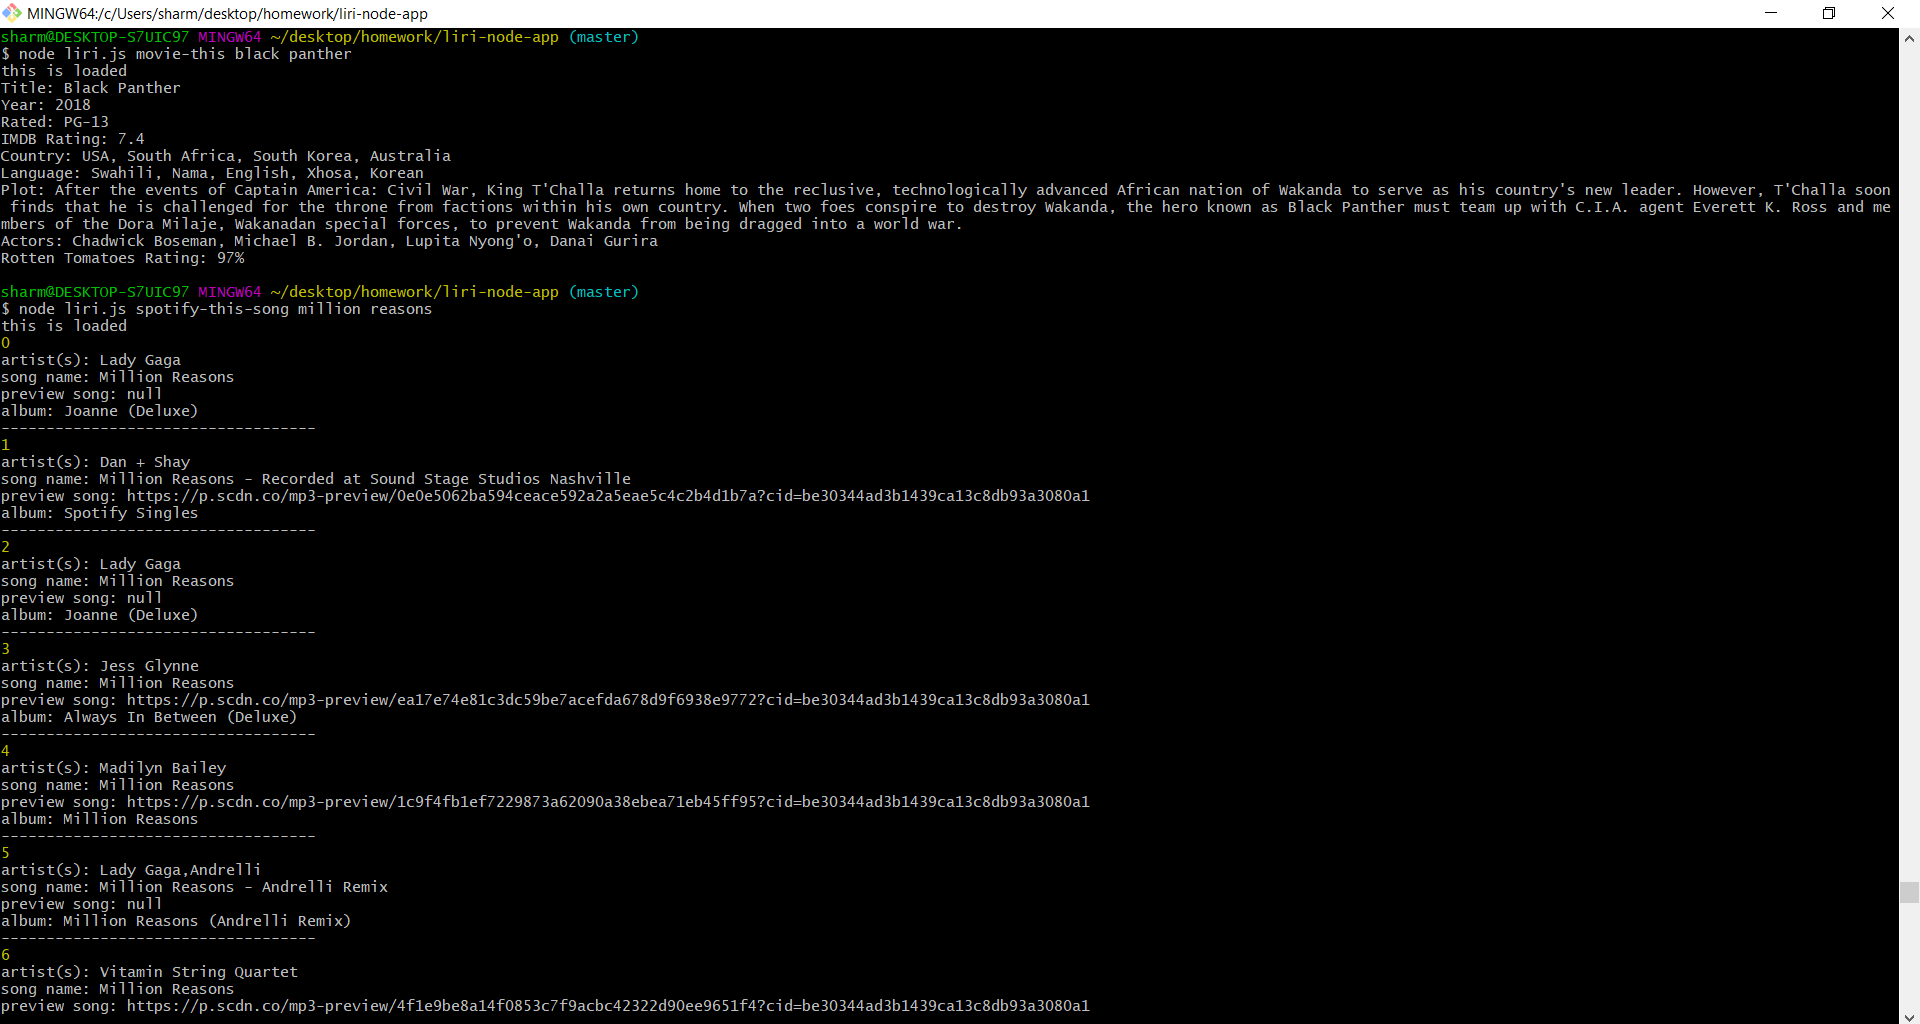 MINGW64:/c/Users/sharm/desktop/homework/liri-node-app
sharm@DESKTOP-S7UIC97 MINGW64 ~/desktop/homework/liri-node-app (master)
$ node liri.js movie-this black panther
this is loaded
Title: Black Panther
Year: 2018
Rated: PG-13
IMDB Rating: 7.4
Country: USA, South Africa, South Korea, Australia
Language: Swahili, Nama, English, Xhosa, Korean
Plot: After the events of Captain America: Civil War, King T'Challa returns home to the reclusive, technologically advanced African nation of Wakanda to serve as his country's new leader. However, T'Challa soon
 finds that he is challenged for the throne from factions within his own country. When two foes conspire to destroy Wakanda, the hero known as Black Panther must team up with C.I.A. agent Everett K. Ross and me
mbers of the Dora Milaje, Wakanadan special forces, to prevent Wakanda from being dragged into a world war.
Actors: Chadwick Boseman, Michael B. Jordan, Lupita Nyong'o, Danai Gurira
Rotten Tomatoes Rating: 97%
sharm@DESKTOP-S7UIC97 MINGW64 ~/desktop/homework/liri-node-app (master)
$ node liri.js spotify-this-song million reasons
this is loaded
0
artist(s): Lady Gaga
song name: Million Reasons
preview song: null
album: Joanne (Deluxe)
-----------------------------------
1
artist(s): Dan + Shay
song name: Million Reasons - Recorded at Sound Stage Studios Nashville
preview song: https://p.scdn.co/mp3-preview/0e0e5062ba594ceace592a2a5eae5c4c2b4d1b7a?cid=be30344ad3b1439ca13c8db93a3080a1
album: Spotify Singles
-----------------------------------
2
artist(s): Lady Gaga
song name: Million Reasons
preview song: null
album: Joanne (Deluxe)
-----------------------------------
3
artist(s): Jess Glynne
song name: Million Reasons
preview song: https://p.scdn.co/mp3-preview/ea17e74e81c3dc59be7acefda678d9f6938e9772?cid=be30344ad3b1439ca13c8db93a3080a1
album: Always In Between (Deluxe)
-----------------------------------
4
artist(s): Madilyn Bailey
song name: Million Reasons
preview song: https://p.scdn.co/mp3-preview/1c9f4fb1ef7229873a62090a38ebea71eb45ff95?cid=be30344ad3b1439ca13c8db93a3080a1
album: Million Reasons
-----------------------------------
5
artist(s): Lady Gaga,Andrelli
song name: Million Reasons - Andrelli Remix
preview song: null
album: Million Reasons (Andrelli Remix)
-----------------------------------
6
artist(s): Vitamin String Quartet
song name: Million Reasons
preview song: https://p.scdn.co/mp3-preview/4f1e9be8a14f0853c7f9acbc42322d90ee9651f4?cid=be30344ad3b1439ca13c8db93a3080a1